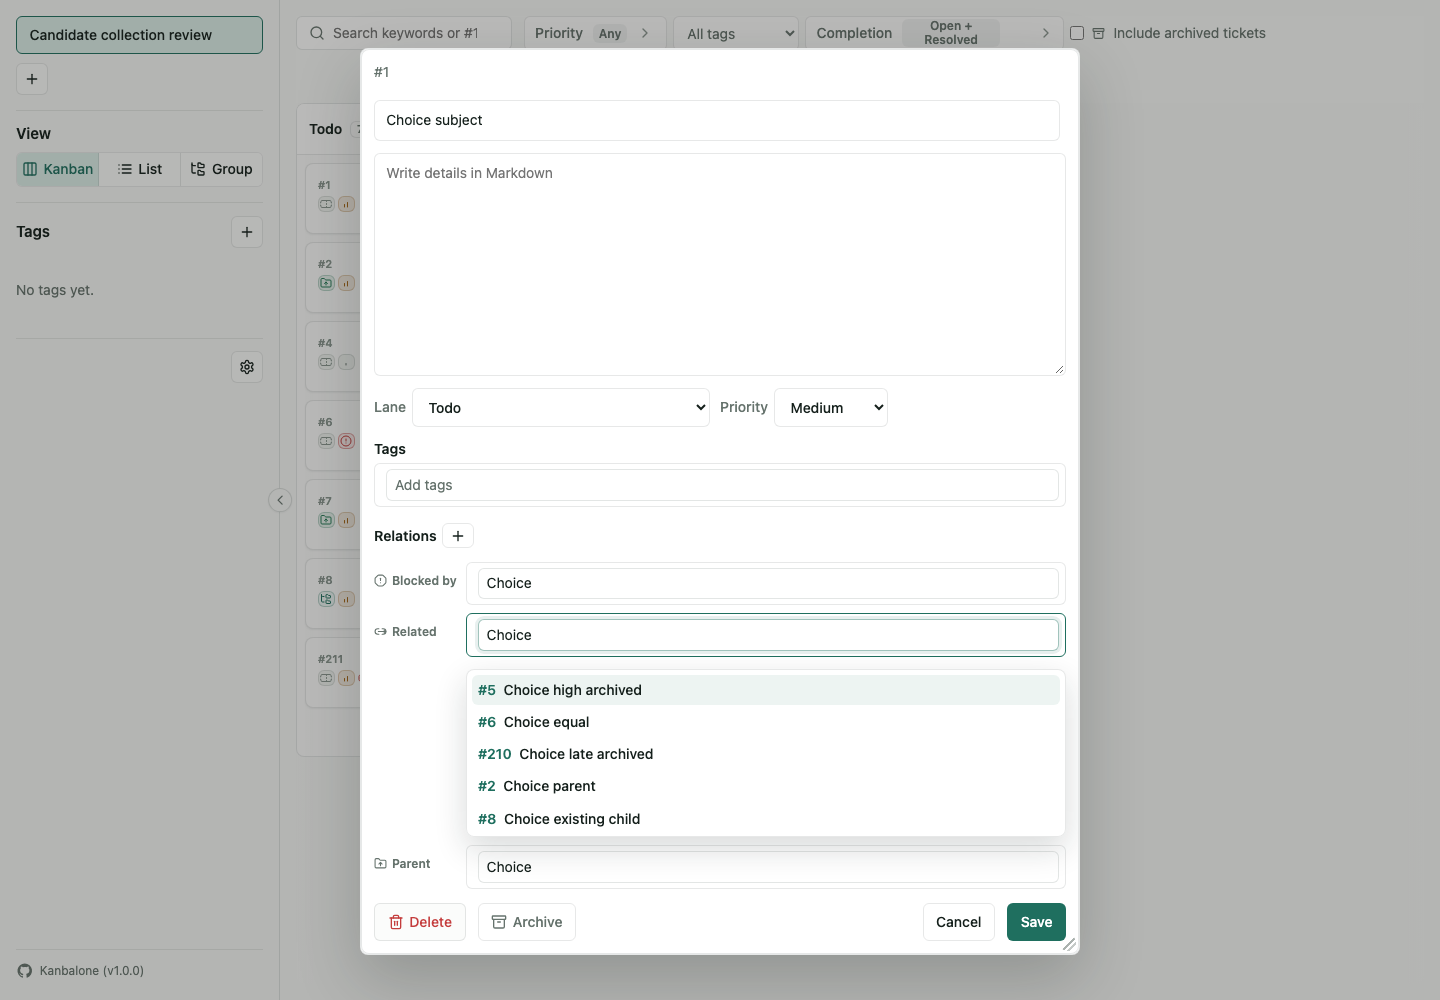 Candidate collection review
View
Kanban
List
Group
Tags
No tags yet.
Kanbalone (v1.0.0)
Search keywords or #1
Priority Any
All tags
Completion Open + Resolved
Include archived tickets
Todo
#1
#2
#4
#6
#7
#8
#211
#1
Choice subject
Write details in Markdown
Lane Todo Priority Medium
Tags
Add tags
Relations
Blocked by Choice
Related Choice
#5 Choice high archived
#6 Choice equal
#210 Choice late archived
#2 Choice parent
#8 Choice existing child
Parent Choice
Delete Archive Cancel Save